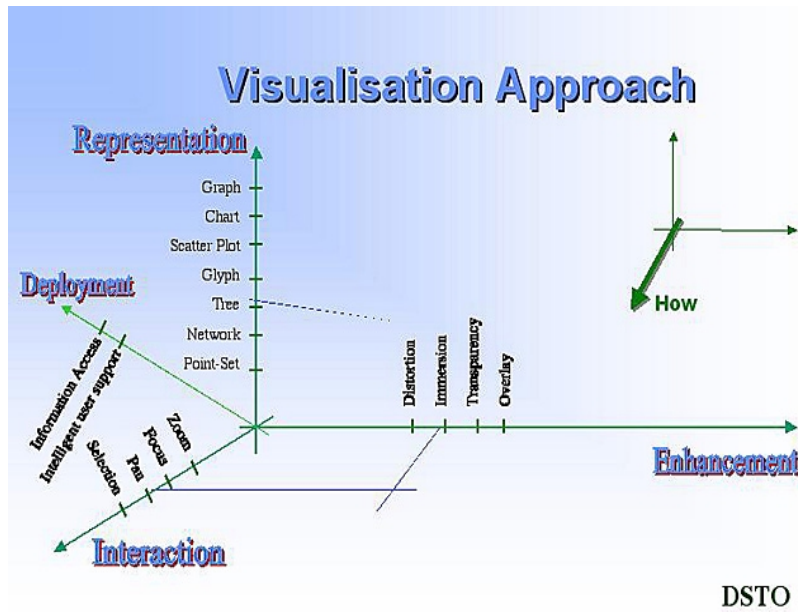 Visualisation Approach
Representation
Graph
Chart
Scatter Plot
Glyph
Tree
Network
Point-Set
Deployment
Information Access
Intelligent user support
Selection
Pan
Focus
Zoom
Interaction
Distortion
Immersion
Transparency
Overlay
Enhancement
How
DSTO